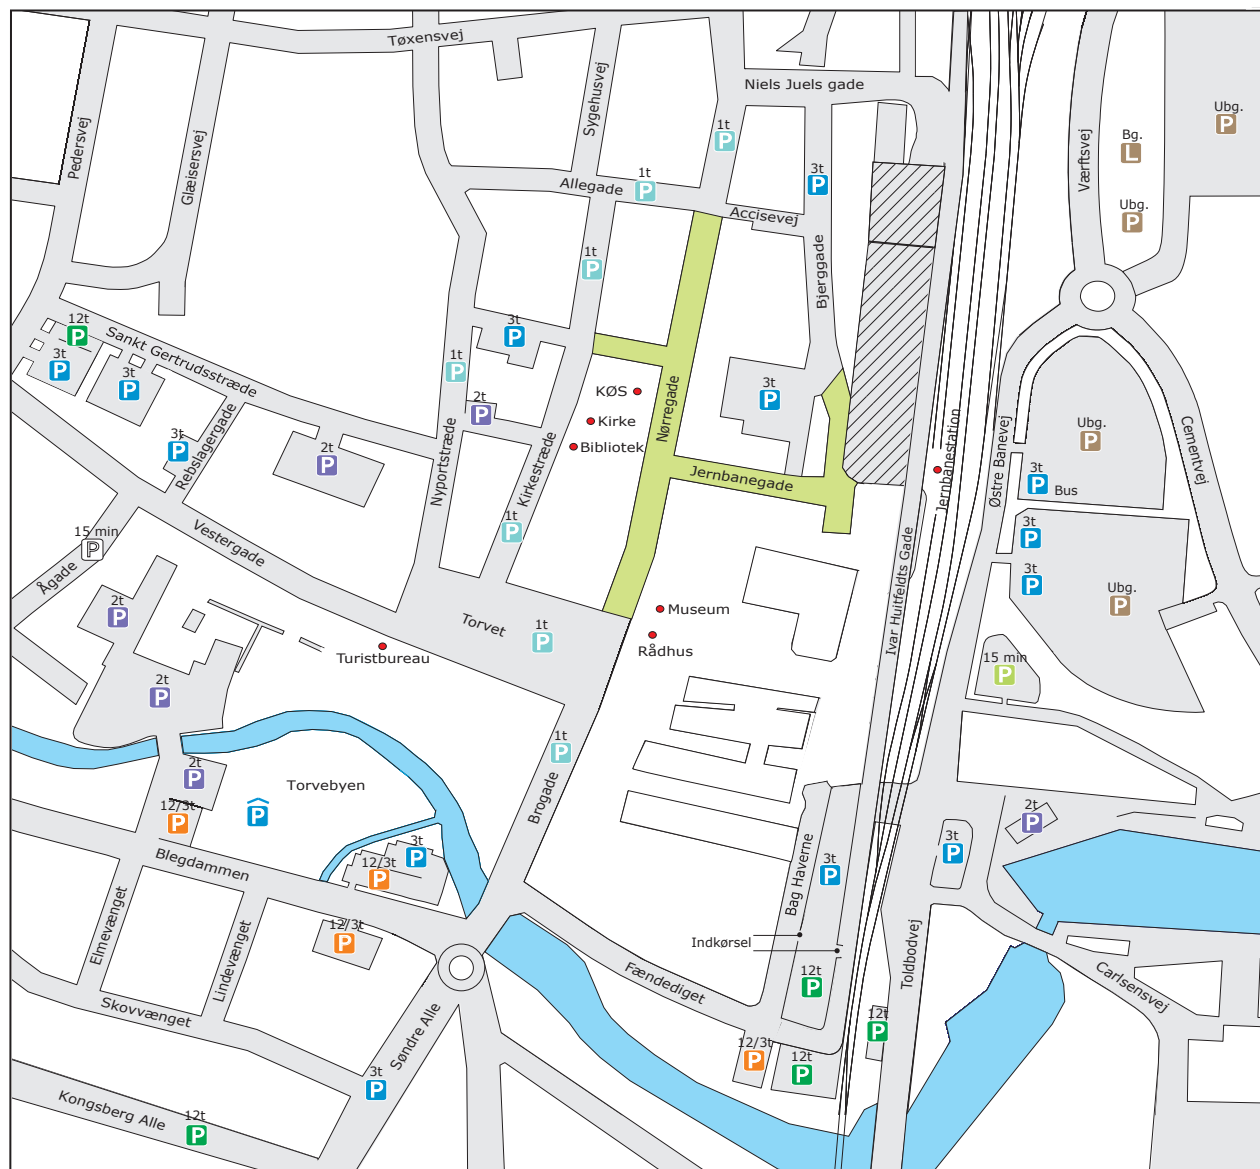 Tøxensvej
Niels Juels gade
Sygehusvej
Pedersvej
Glæisersvej
Værftsvej
Ubg.
P
Bg.
L
Ubg.
P
1t
P
1t
P
3t
P
Allegade
Accisevej
Bjerggade
1t
P
12t
P
3t
P
3t
P
Sankt Gertrudsstræde
3t
P
1t
P
2t
P
3t
P
KØS
Kirke
Bibliotek
Nørregade
Jernbanegade
Jernbanestation
Østre Banevej
Cementvej
Ubg.
P
3t
P
Bus
3t
P
Rebslagergade
2t
P
Nyportstræde
Kirkestræde
1t
P
Vestergade
15 min
P
Ågade
3t
P
3t
P
Ubg.
P
Ivar Huitfeldts Gade
2t
P
Torvet
1t
P
Museum
Rådhus
Turistbureau
15 min
P
2t
P
1t
P
2t
P
Torvebyen
P
12/3t
P
Brogade
Blegdammen
3t
P
12/3t
P
Bag Haverne
3t
P
3t
P
2t
P
Elmevænget
Lindevænget
12/3t
P
Indkørsel
Toldbodvej
Fændediget
12t
P
Carlsensvej
Skovvænget
Søndre Alle
12t
P
12/3t
P
12t
P
3t
P
Kongsberg Alle
12t
P